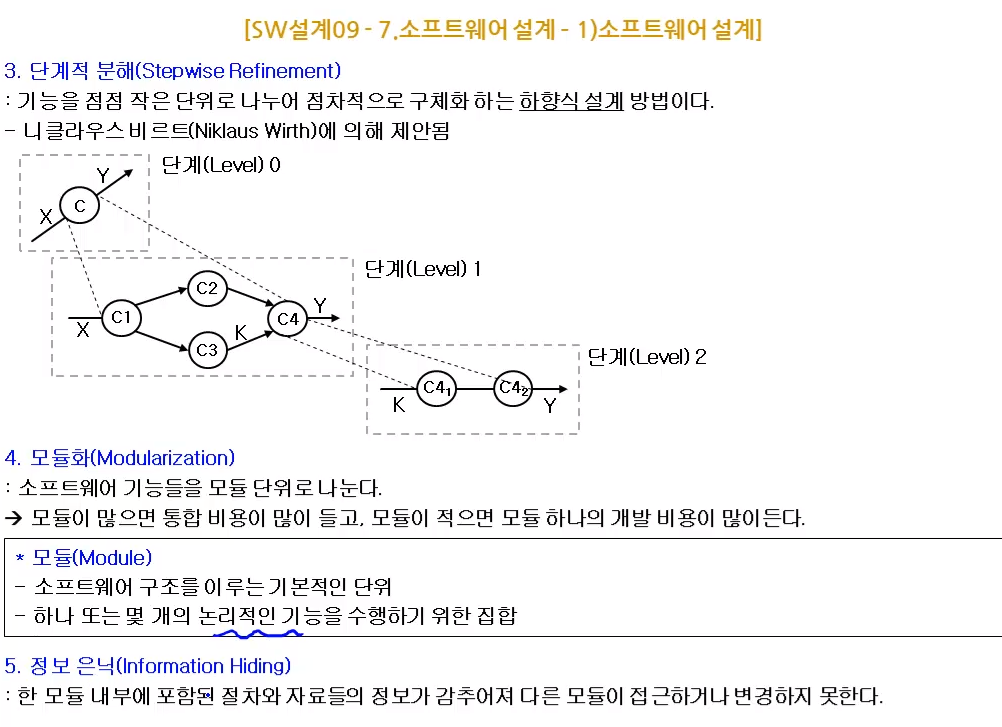 [SW설계09 - 7.소프트웨어 설계 - 1)소프트웨어 설계]
3. 단계적 분해(Stepwise Refinement)
: 기능을 점점 작은 단위로 나누어 점차적으로 구체화 하는 하향식 설계 방법이다.
- 니클라우스 비르트(Niklaus Wirth)에 의해 제안됨
단계(Level) 0
Y
X
C
단계(Level) 1
C2
C1
C4
Y
X
K
C3
단계(Level) 2
C4₁
C4₂
K
Y
4. 모듈화(Modularization)
: 소프트웨어 기능들을 모듈 단위로 나눈다.
→ 모듈이 많으면 통합 비용이 많이 들고, 모듈이 적으면 모듈 하나의 개발 비용이 많이든다.
* 모듈(Module)
- 소프트웨어 구조를 이루는 기본적인 단위
- 하나 또는 몇 개의 논리적인 기능을 수행하기 위한 집합
5. 정보 은닉(Information Hiding)
: 한 모듈 내부에 포함된 절차와 자료들의 정보가 감추어져 다른 모듈이 접근하거나 변경하지 못한다.